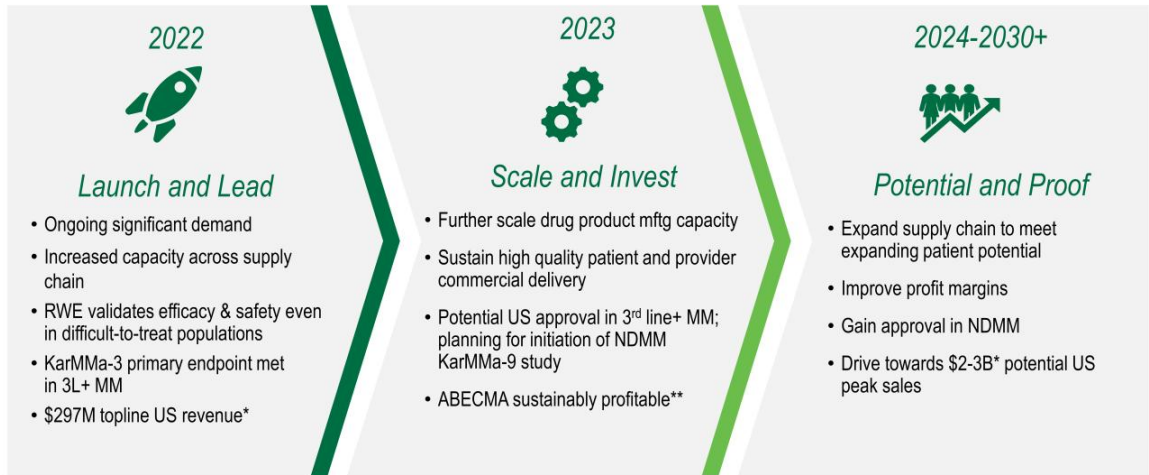 2022
Launch and Lead
• Ongoing significant demand
• Increased capacity across supply
chain
• RWE validates efficacy & safety even
in difficult-to-treat populations
• KarMMa-3 primary endpoint met
in 3L+ MM
• $297M topline US revenue*
2023
Scale and Invest
• Further scale drug product mftg capacity
• Sustain high quality patient and provider
commercial delivery
• Potential US approval in 3rd line+ MM;
planning for initiation of NDMM
KarMMa-9 study
• ABECMA sustainably profitable**
2024-2030+
Potential and Proof
• Expand supply chain to meet
expanding patient potential
• Improve profit margins
• Gain approval in NDMM
• Drive towards $2-3B* potential US
peak sales